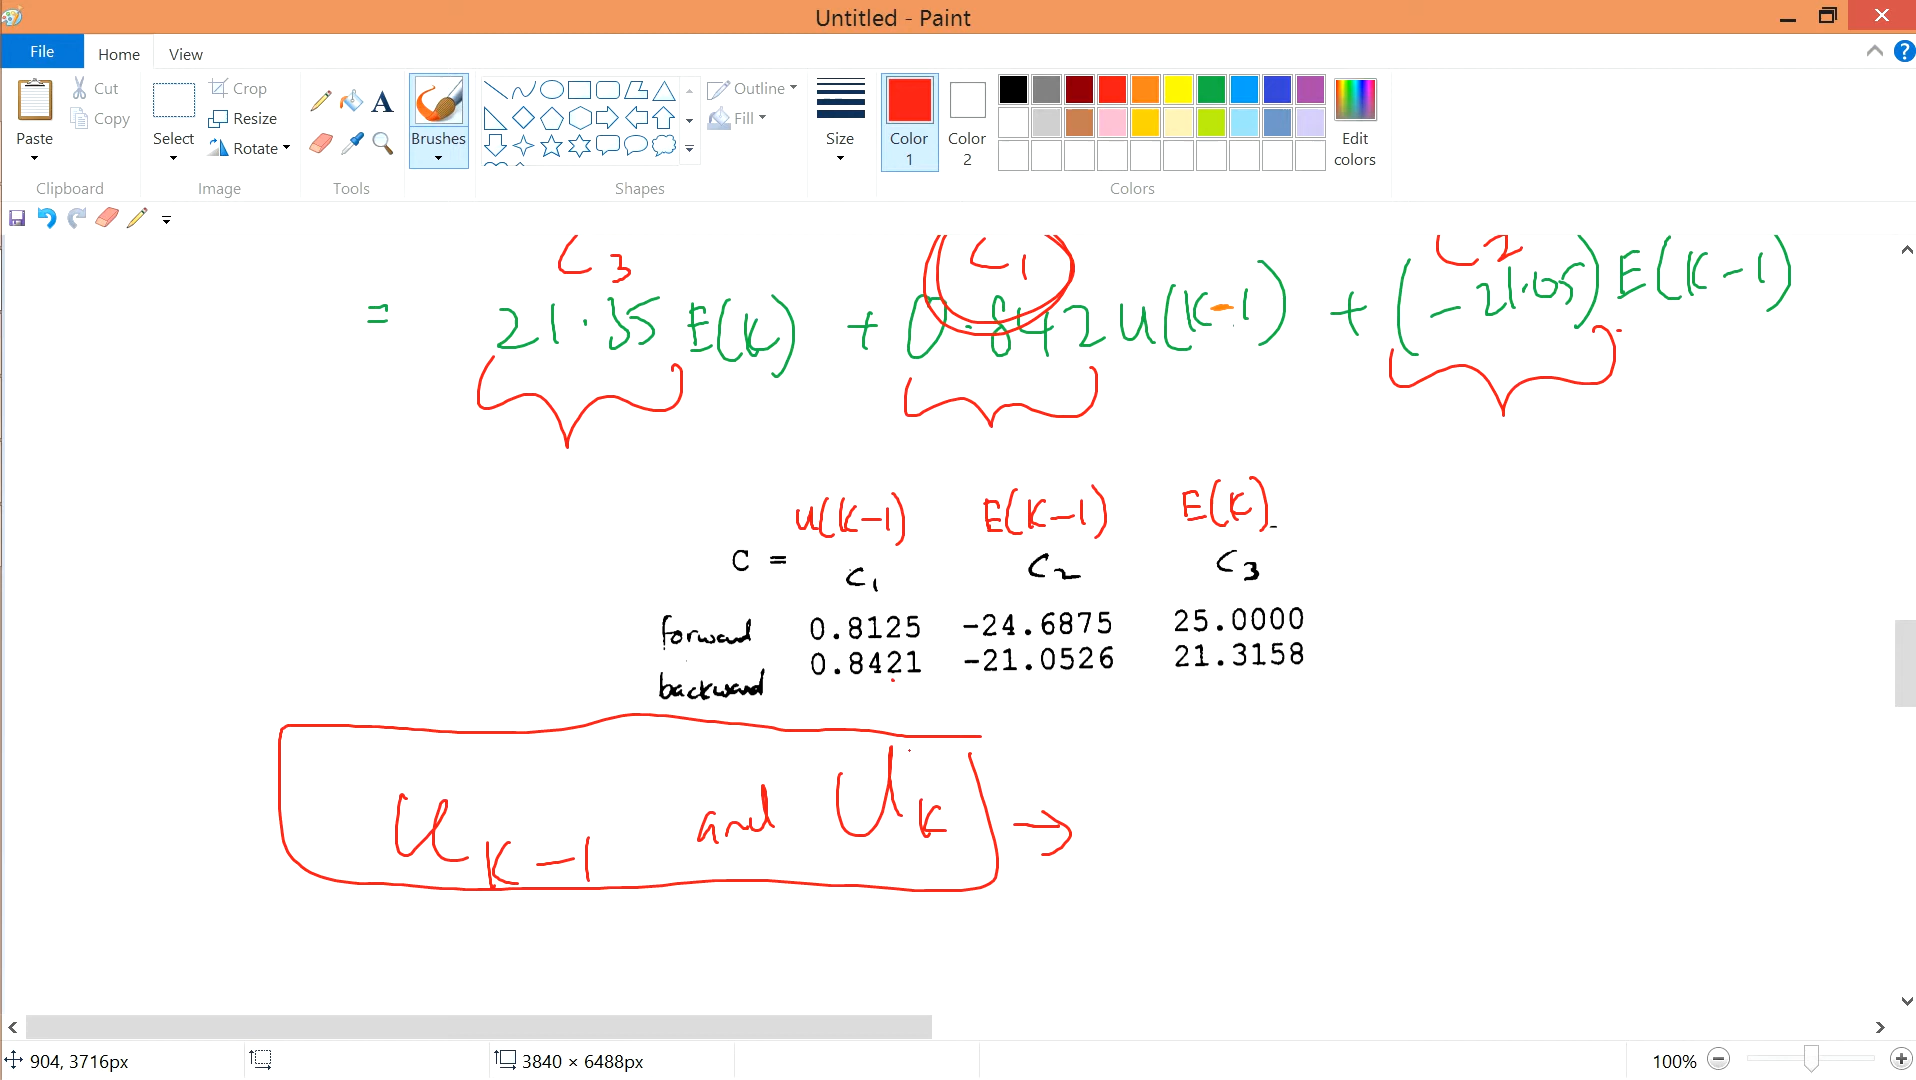 Untitled - Paint
File Home View
Paste Cut Copy Clipboard
Select Crop Resize Rotate Image
Tools
Brushes
Shapes Outline Fill
Size
Color 1 Color 2 Edit colors
Colors
C3 C1 C2
= 21.35 E(K) + 0.842 U(K-1) + (-21.05) E(K-1)
U(K-1) E(K-1) E(K)
C = C1 C2 C3
forward 0.8125 -24.6875 25.0000
backward 0.8421 -21.0526 21.3158
U K-1 and U K →
904, 3716px 3840 × 6488px 100%